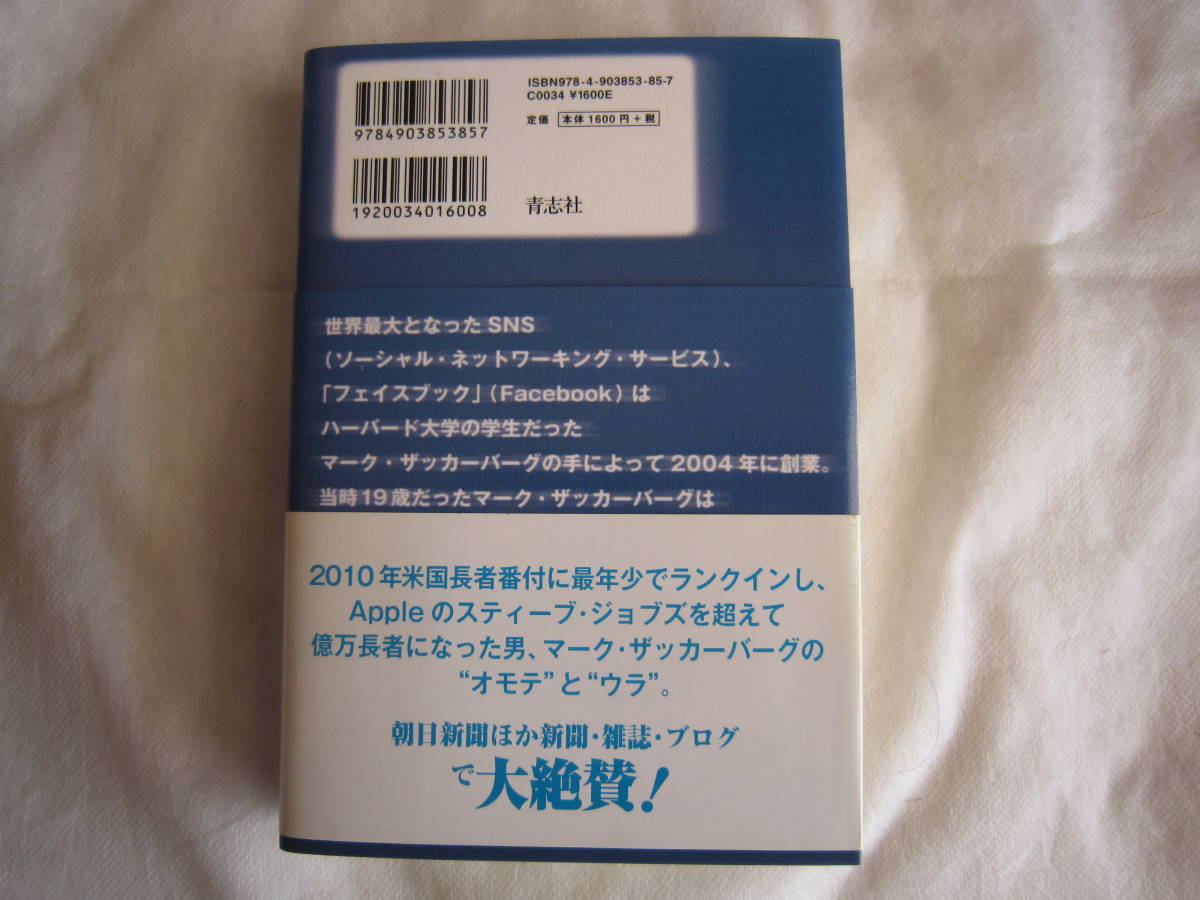 ISBN978-4-903853-85-7
C0034 ¥1600E
9784903853857
定価 本体1600円+税
1920034016008
青志社
世界最大となったSNS
(ソーシャル・ネットワーキング・サービス)、
「フェイスブック」(Facebook)は
ハーバード大学の学生だった
マーク・ザッカーバーグの手によって2004年に創業。
当時19歳だったマーク・ザッカーバーグは
2010年米国長者番付に最年少でランクインし、
Appleのスティーブ・ジョブズを超えて
億万長者になった男、マーク・ザッカーバーグの
“オモテ”と“ウラ”。
朝日新聞ほか新聞・雑誌・ブログ
で大絶賛!